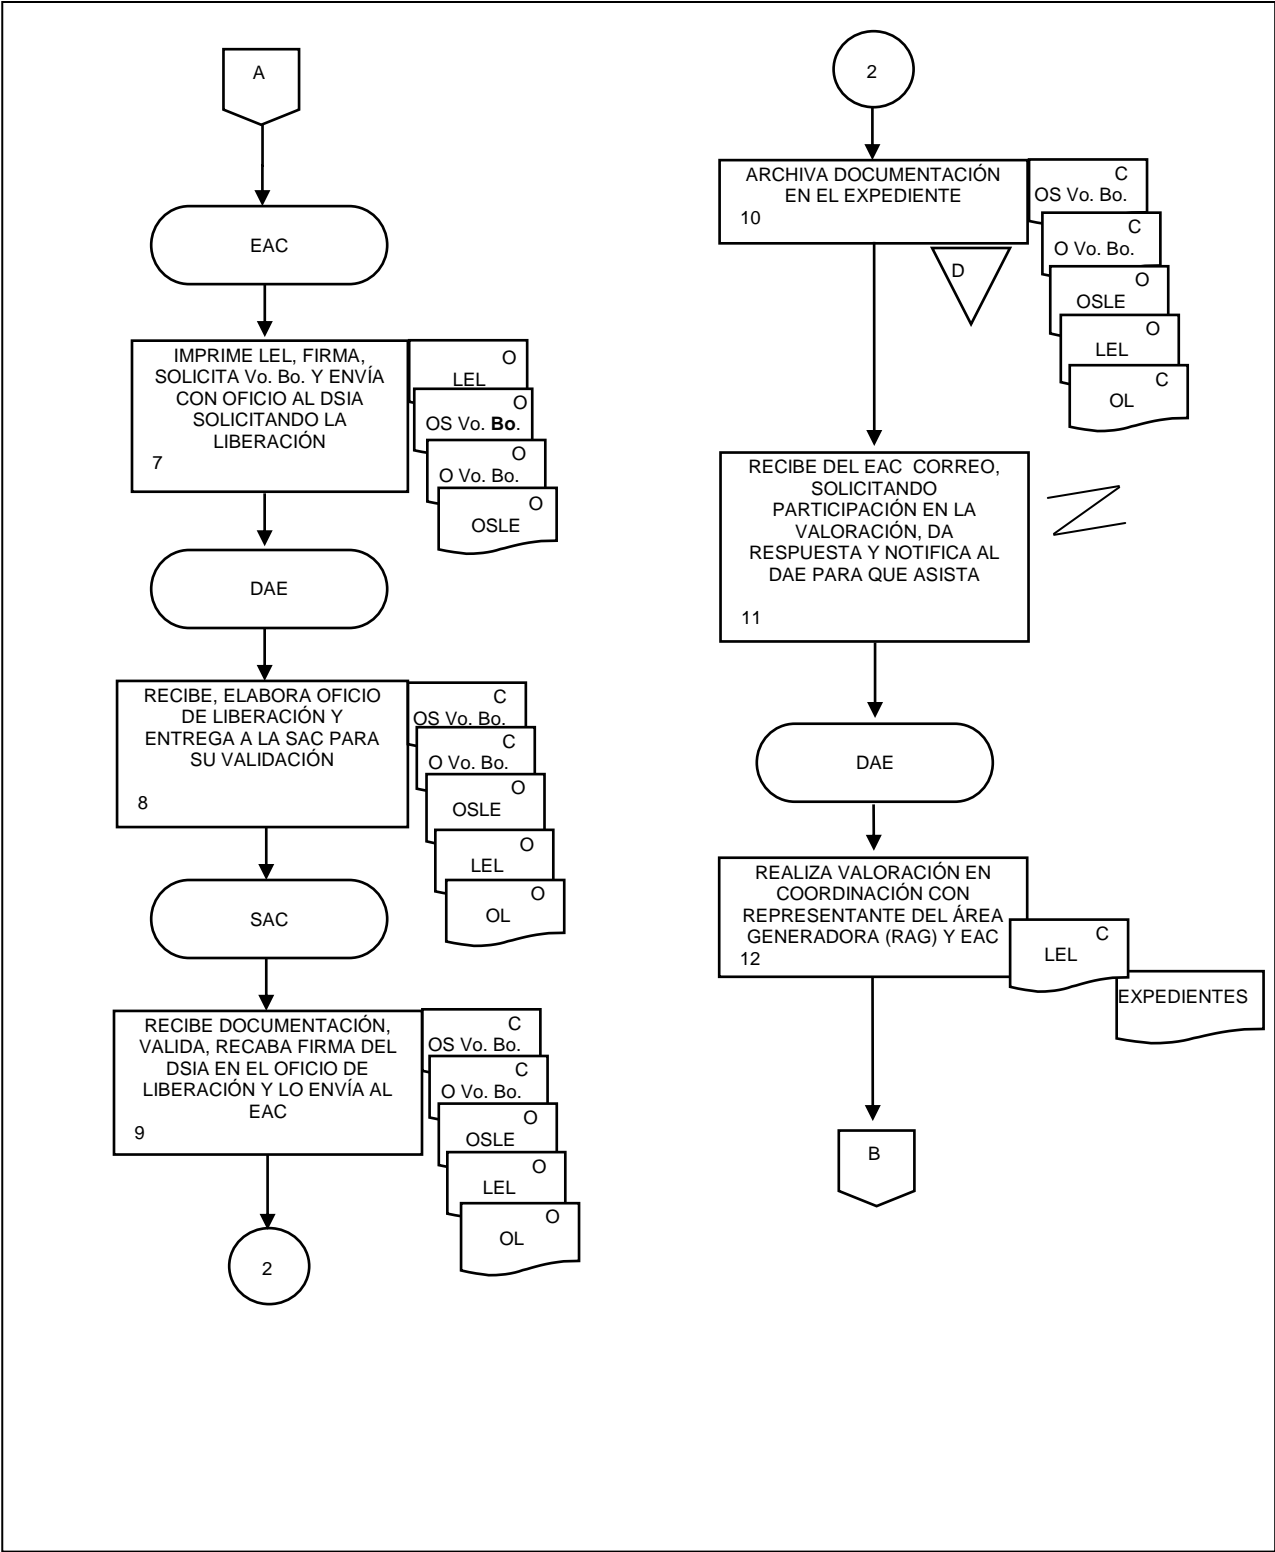 A
EAC
IMPRIME LEL, FIRMA,
SOLICITA Vo. Bo. Y ENVÍA
CON OFICIO AL DSIA
SOLICITANDO LA
LIBERACIÓN
7
O
LEL
O
OS Vo. Bo.
O
O Vo. Bo.
O
OSLE
DAE
RECIBE, ELABORA OFICIO
DE LIBERACIÓN Y
ENTREGA A LA SAC PARA
SU VALIDACIÓN
8
C
OS Vo. Bo.
C
O Vo. Bo.
O
OSLE
O
LEL
O
OL
SAC
RECIBE DOCUMENTACIÓN,
VALIDA, RECABA FIRMA DEL
DSIA EN EL OFICIO DE
LIBERACIÓN Y LO ENVÍA AL
EAC
9
C
OS Vo. Bo.
C
O Vo. Bo.
O
OSLE
O
LEL
O
OL
2
2
ARCHIVA DOCUMENTACIÓN
EN EL EXPEDIENTE
10
C
OS Vo. Bo.
C
O Vo. Bo.
O
OSLE
O
LEL
C
OL
D
RECIBE DEL EAC CORREO,
SOLICITANDO
PARTICIPACIÓN EN LA
VALORACIÓN, DA
RESPUESTA Y NOTIFICA AL
DAE PARA QUE ASISTA
11
DAE
REALIZA VALORACIÓN EN
COORDINACIÓN CON
REPRESENTANTE DEL ÁREA
GENERADORA (RAG) Y EAC
12
C
LEL
EXPEDIENTES
B